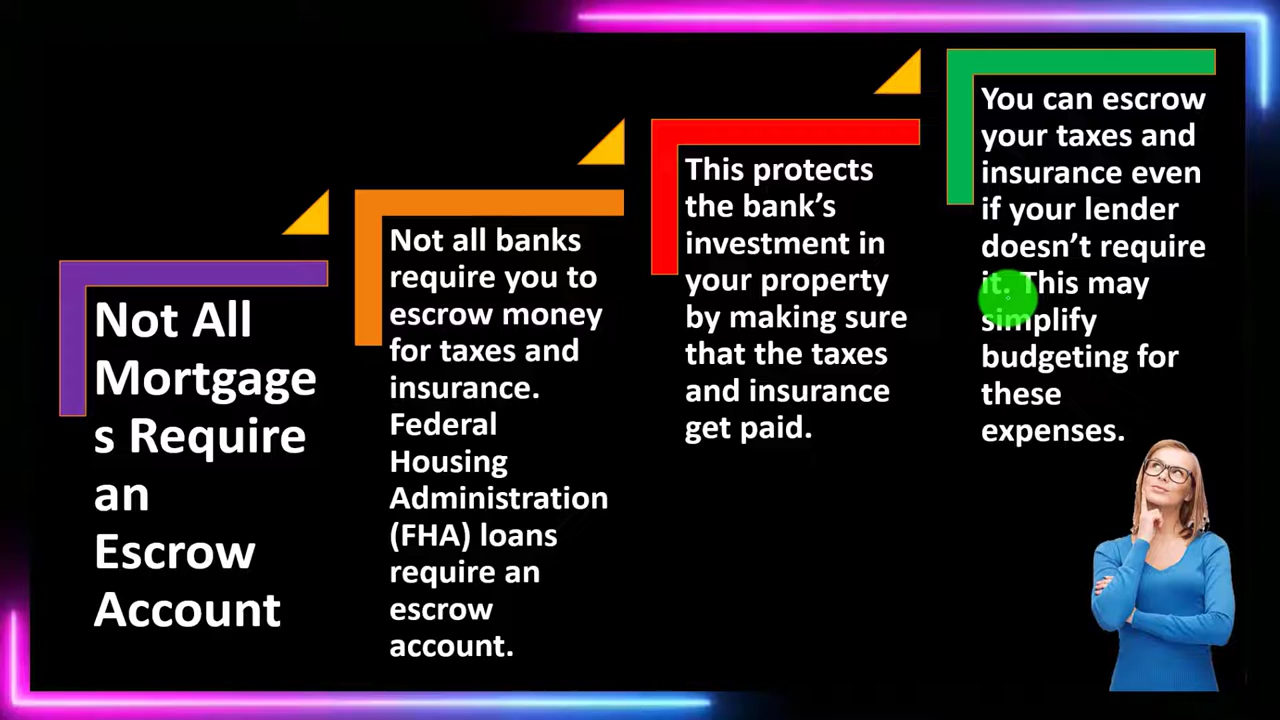 Not All
Mortgage
s Require
an
Escrow
Account
Not all banks
require you to
escrow money
for taxes and
insurance.
Federal
Housing
Administration
(FHA) loans
require an
escrow
account.
This protects
the bank’s
investment in
your property
by making sure
that the taxes
and insurance
get paid.
You can escrow
your taxes and
insurance even
if your lender
doesn’t require
it. This may
simplify
budgeting for
these
expenses.